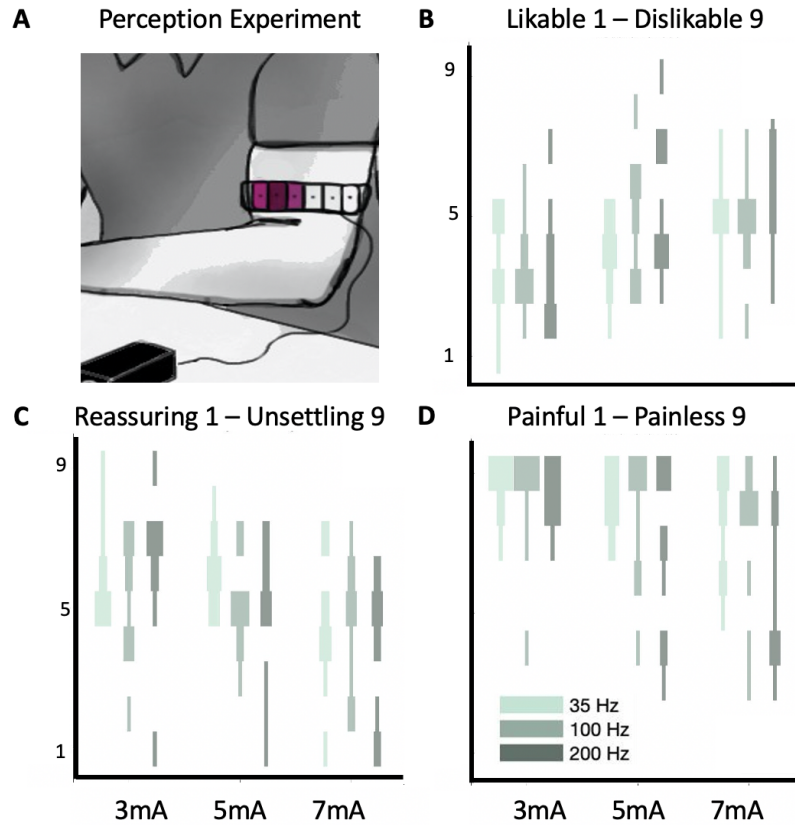 A Perception Experiment
B Likable 1 – Dislikable 9
9
5
1
C Reassuring 1 – Unsettling 9
D Painful 1 – Painless 9
9
5
1
35 Hz
100 Hz
200 Hz
3mA 5mA 7mA
3mA 5mA 7mA